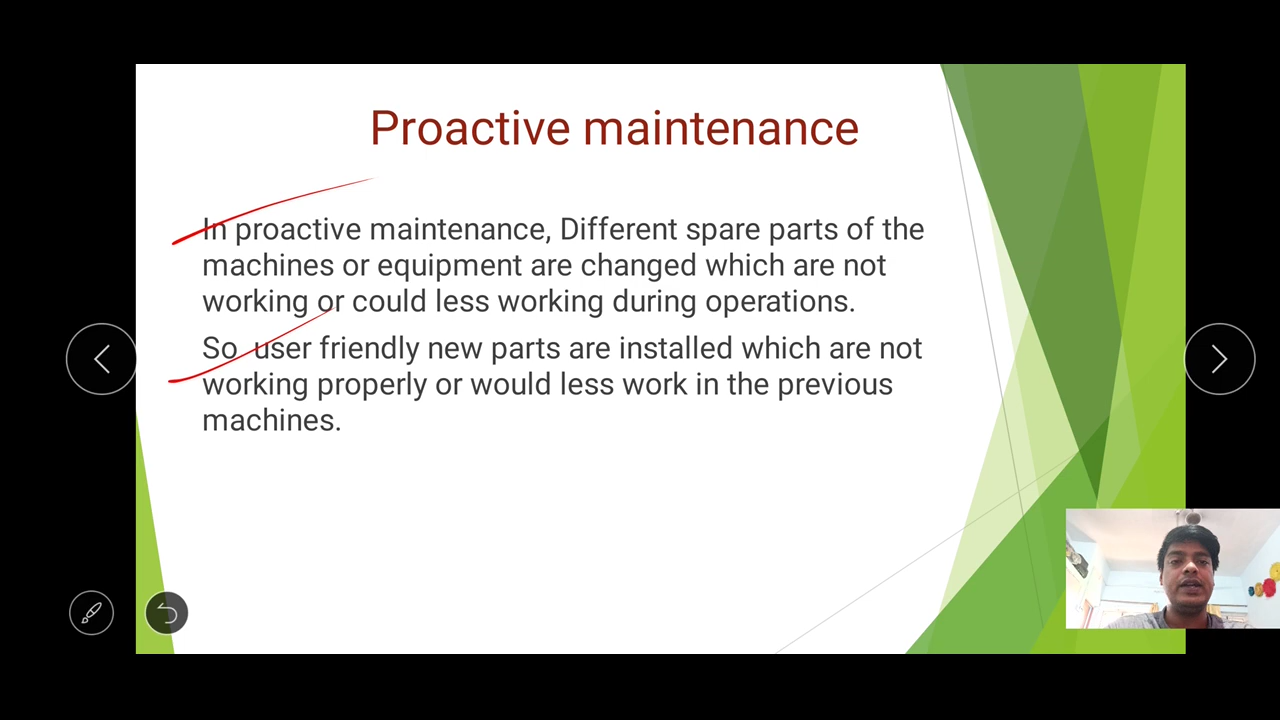 Proactive maintenance
In proactive maintenance, Different spare parts of the
machines or equipment are changed which are not
working or could less working during operations.
So user friendly new parts are installed which are not
working properly or would less work in the previous
machines.